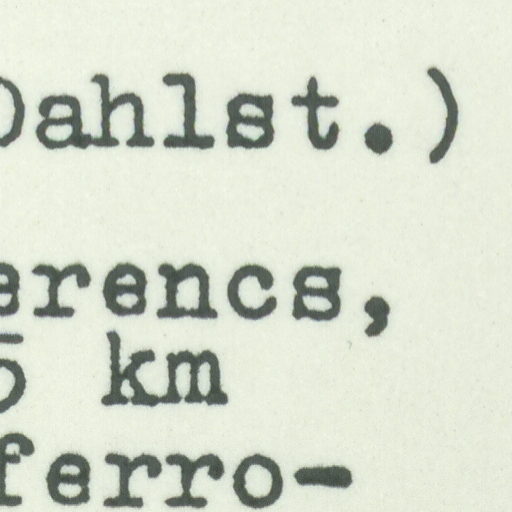 Dahlst.)
erencs,
5 km
ferro-